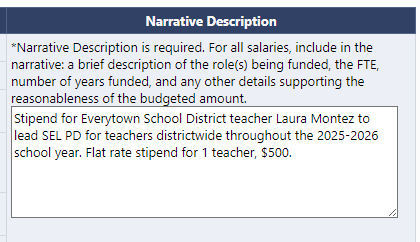 Narrative Description
*Narrative Description is required. For all salaries, include in the
narrative: a brief description of the role(s) being funded, the FTE,
number of years funded, and any other details supporting the
reasonableness of the budgeted amount.
Stipend for Everytown School District teacher Laura Montez to
lead SEL PD for teachers districtwide throughout the 2025-2026
school year. Flat rate stipend for 1 teacher, $500.